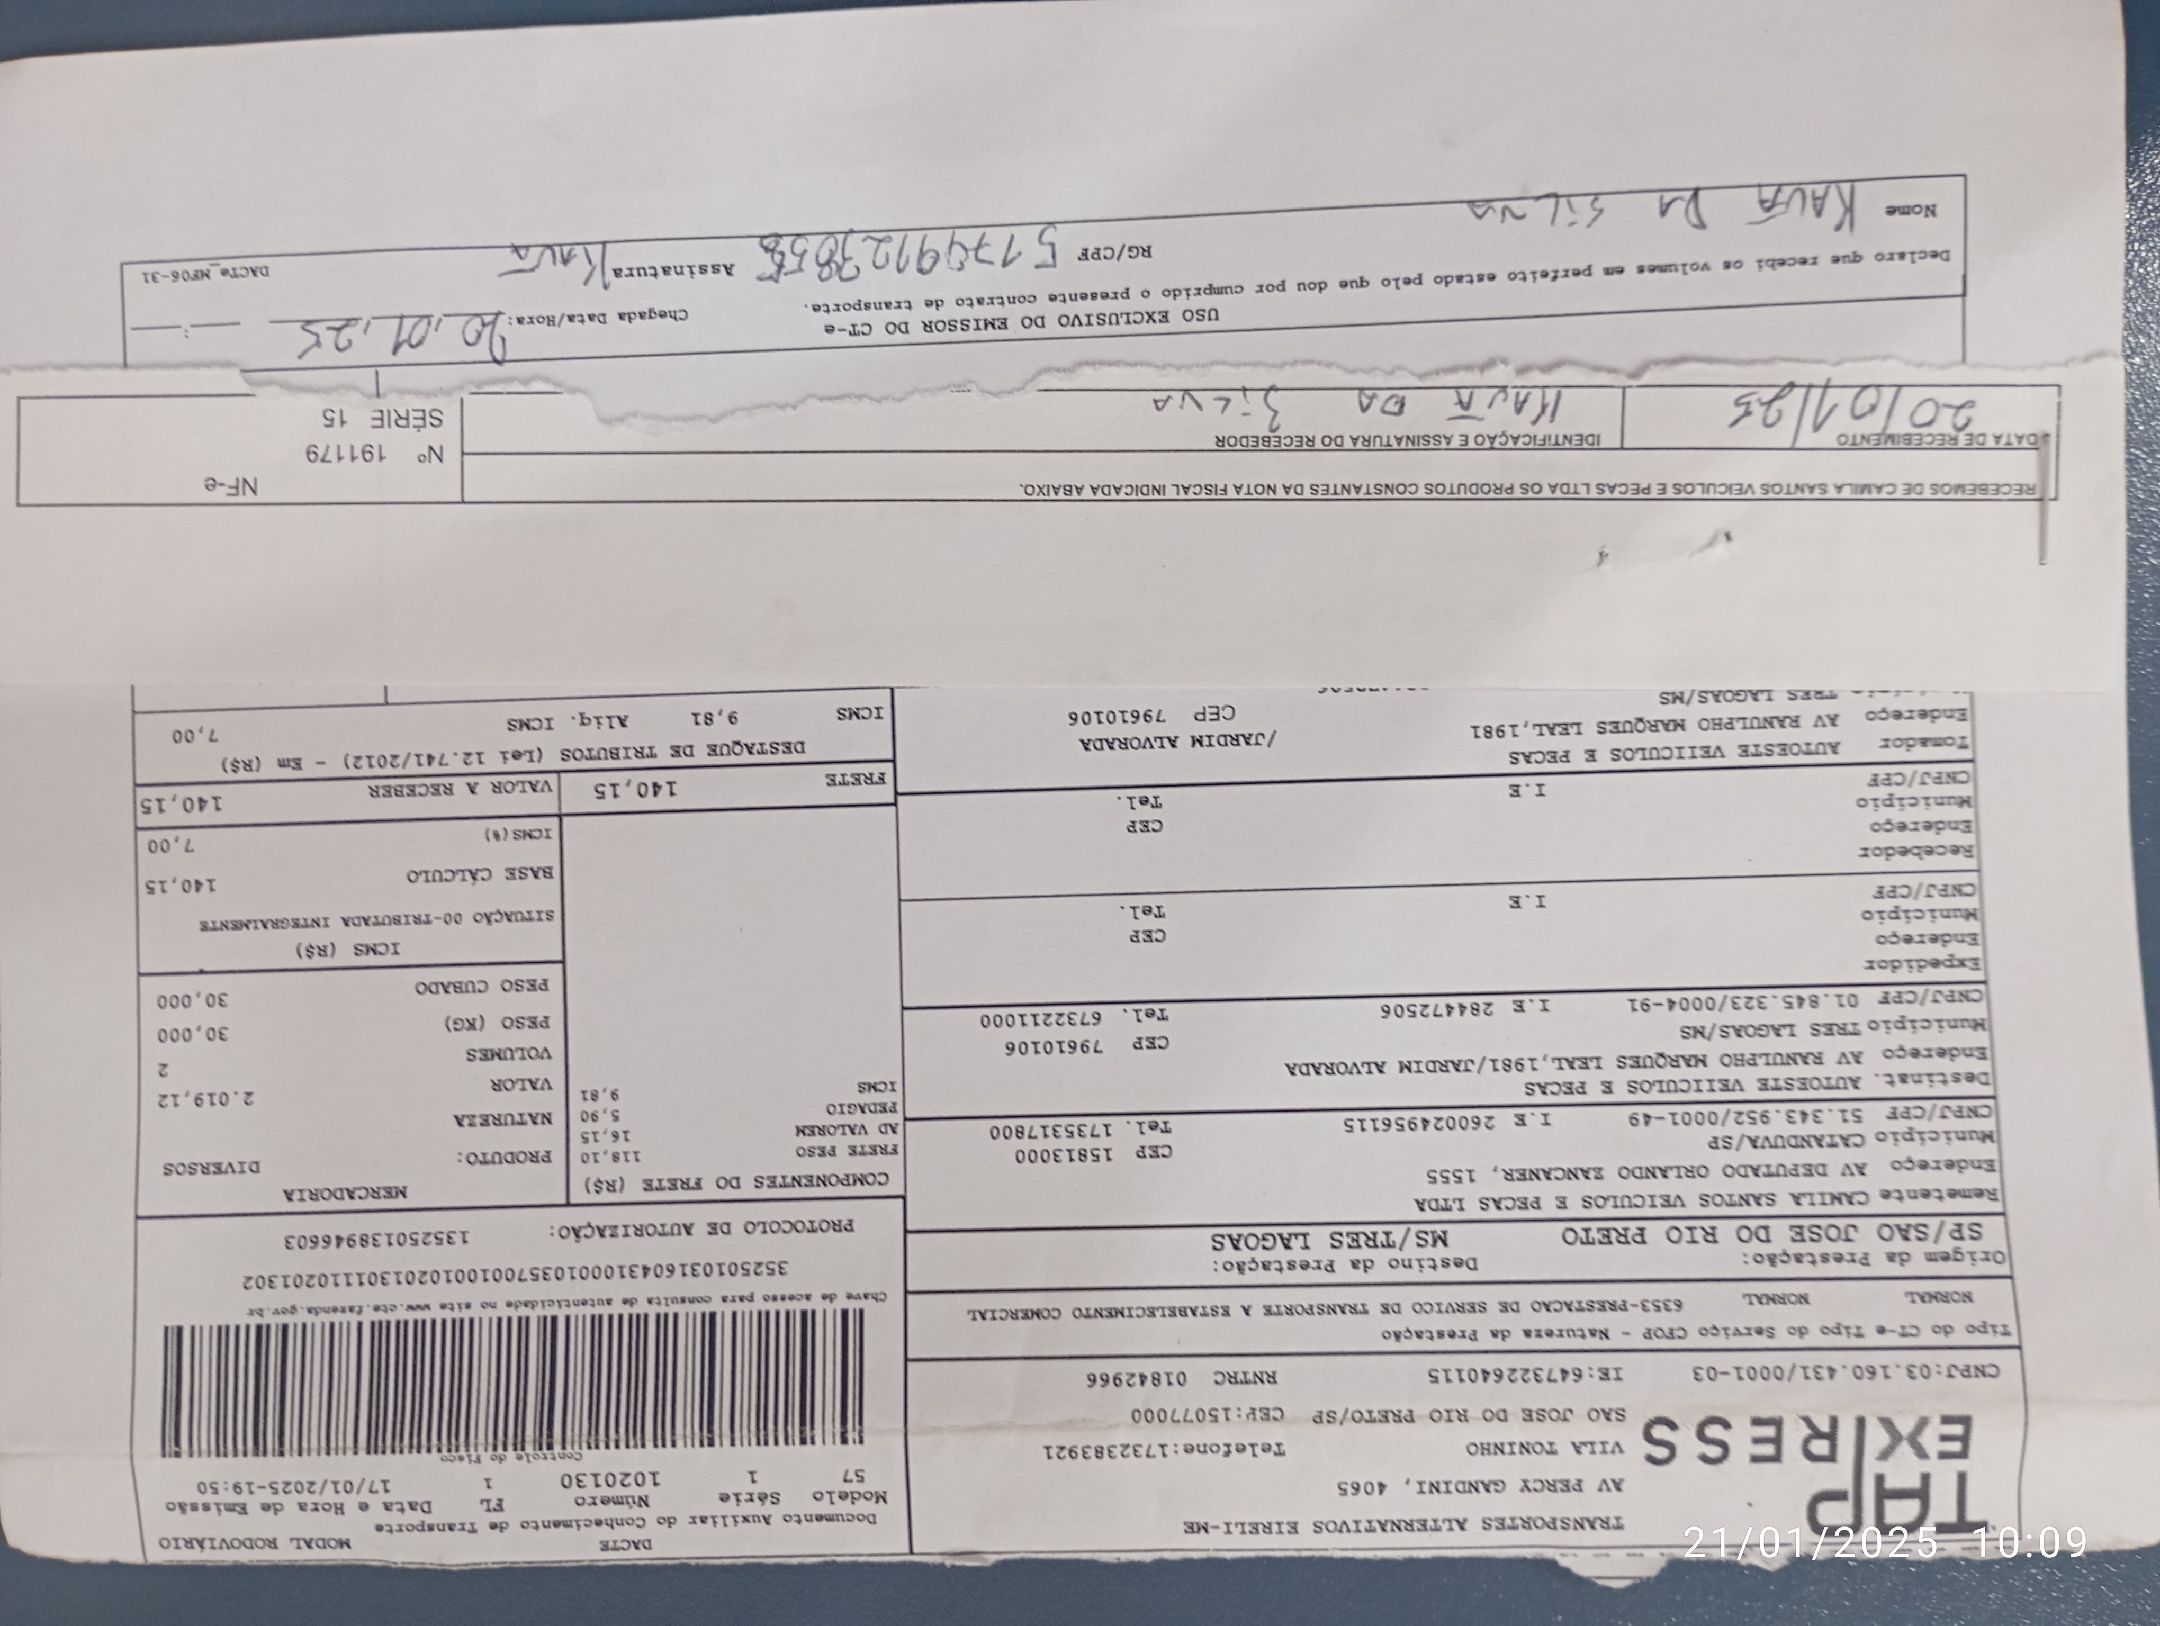 TAP
EXPRESS
TRANSPORTES ALTERNATIVOS EIRELI-ME
AV PERCY GANDINI, 4065
VILA TONINHO Telefone:1732383921
SAO JOSE DO RIO PRETO/SP CEP:15077000
CNPJ:03.160.431/0001-03 IE:647322640115 RNTRC 01842966
DACTE MODAL RODOVIÁRIO
Documento Auxiliar do Conhecimento de Transporte
Modelo Série Número FL Data e Hora de Emissão
57 1 1020130 1 17/01/2025-19:50
Controle do Fisco
Chave de acesso para consulta de autenticidade no site www.cte.fazenda.gov.br
PROTOCOLO DE AUTORIZAÇÃO: 135250138946603
Tipo do CT-e Tipo do Serviço CFOP - Natureza da Prestação
NORMAL NORMAL 6353-PRESTACAO DE SERVICO DE TRANSPORTE A ESTABELECIMENTO COMERCIAL
Origem da Prestação: Destino da Prestação:
SP/SAO JOSE DO RIO PRETO MS/TRES LAGOAS
Remetente CAMILA SANTOS VEICULOS E PECAS LTDA
Endereço AV DEPUTADO ORLANDO ZANCANER, 1555
Município CATANDUVA/SP CEP 15813000
CNPJ/CPF 51.343.952/0001-49 I.E 260024956115 Tel. 1735317800
Destinat. AUTOESTE VEIICULOS E PECAS
Endereço AV RANULPHO MARQUES LEAL,1981/JARDIM ALVORADA
Município TRES LAGOAS/MS CEP 79610106
CNPJ/CPF 01.845.323/0004-91 I.E 284472506 Tel. 6732211000
Expedidor
Endereço
Município CEP
CNPJ/CPF I.E Tel.
Recebedor
Endereço
Município CEP
CNPJ/CPF I.E Tel.
Tomador AUTOESTE VEIICULOS E PECAS
Endereço AV RANULPHO MARQUES LEAL,1981 /JARDIM ALVORADA
TRES LAGOAS/MS CEP 79610106
COMPONENTES DO FRETE (R$)
FRETE PESO 118,10
AD VALOREM 16,15
PEDAGIO 5,90
ICMS 9,81
MERCADORIA
PRODUTO: DIVERSOS
NATUREZA
VALOR 2.019,12
VOLUMES 2
PESO (KG) 30,000
PESO CUBADO 30,000
ICMS (R$)
SITUAÇÃO 00-TRIBUTADA INTEGRALMENTE
BASE CÁLCULO 140,15
ICMS(%) 7,00
FRETE 140,15 VALOR A RECEBER 140,15
DESTAQUE DE TRIBUTOS (Lei 12.741/2012) - Em (R$)
ICMS 9,81 Aliq. ICMS 7,00
RECEBEMOS DE CAMILA SANTOS VEICULOS E PECAS LTDA OS PRODUTOS CONSTANTES DA NOTA FISCAL INDICADA ABAIXO.
NF-e
Nº 191179
SÉRIE 15
DATA DE RECEBIMENTO IDENTIFICAÇÃO E ASSINATURA DO RECEBEDOR
20/01/25 KAUÃ DA SILVA
USO EXCLUSIVO DO EMISSOR DO CT-e Chegada Data/Hora: 20.01.25 __:__
Declaro que recebi os volumes em perfeito estado pelo que dou por cumprido o presente contrato de transporte.
Nome KAUÃ DA SILVA RG/CPF Assinatura KAUÃ
DACTe_MF06-31
21/01/2025 10:09